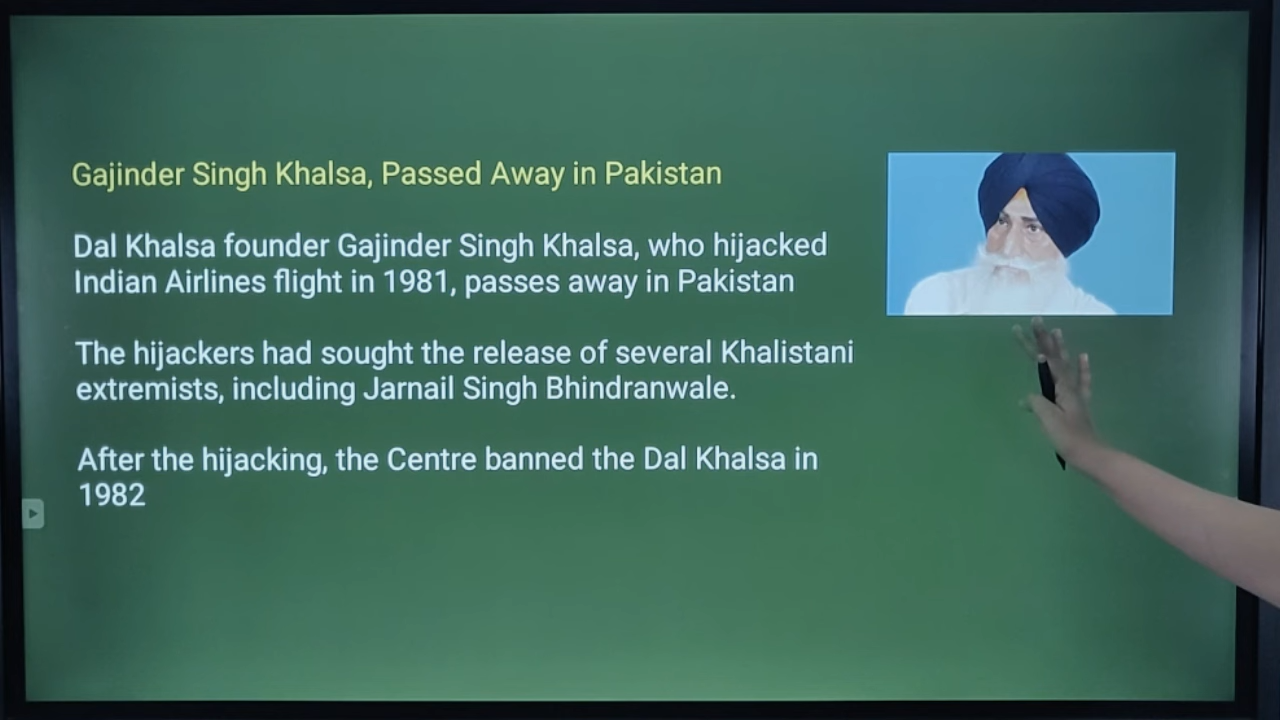 Gajinder Singh Khalsa, Passed Away in Pakistan
Dal Khalsa founder Gajinder Singh Khalsa, who hijacked
Indian Airlines flight in 1981, passes away in Pakistan
The hijackers had sought the release of several Khalistani
extremists, including Jarnail Singh Bhindranwale.
After the hijacking, the Centre banned the Dal Khalsa in
1982